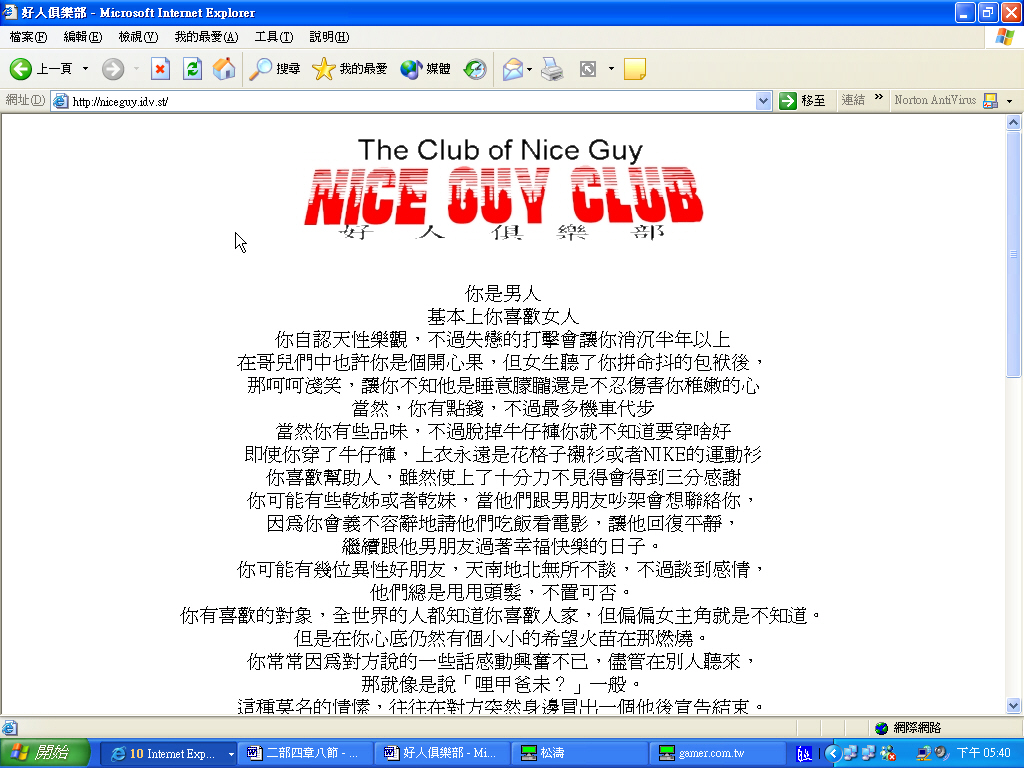 好人俱樂部 - Microsoft Internet Explorer
檔案(F) 編輯(E) 檢視(V) 我的最愛(A) 工具(T) 說明(H)
上一頁 搜尋 我的最愛 媒體
網址(D) http://niceguy.idv.st/ 移至 連結 » Norton AntiVirus
The Club of Nice Guy
NICE GUY CLUB
好人俱樂部
你是男人
基本上你喜歡女人
你自認天性樂觀，不過失戀的打擊會讓你消沉半年以上
在哥兒們中也許你是個開心果，但女生聽了你拚命抖的包袱後，
那呵呵淺笑，讓你不知他是睡意朦朧還是不忍傷害你稚嫩的心
當然，你有點錢，不過最多機車代步
當然你有些品味，不過脫掉牛仔褲你就不知道要穿啥好
即使你穿了牛仔褲，上衣永遠是花格子襯衫或者NIKE的運動衫
你喜歡幫助人，雖然使上了十分力不見得會得到三分感謝
你可能有些乾姊或者乾妹，當他們跟男朋友吵架會想聯絡你，
因為你會義不容辭地請他們吃飯看電影，讓他回復平靜，
繼續跟他男朋友過著幸福快樂的日子。
你可能有幾位異性好朋友，天南地北無所不談，不過談到感情，
他們總是甩甩頭髮，不置可否。
你有喜歡的對象，全世界的人都知道你喜歡人家，但偏偏女主角就是不知道。
但是在你心底仍然有個小小的希望火苗在那燃燒。
你常常因為對方說的一些話感動興奮不已，儘管在別人聽來，
那就像是說「哩甲爸未？」一般。
這種莫名的情愫，往往在對方突然身邊冒出一個他後宣告結束。
網際網路
開始 10 Internet Exp... 二部四章八節 - ... 好人俱樂部 - Mi... 松濤 gamer.com.tw 下午 05:40